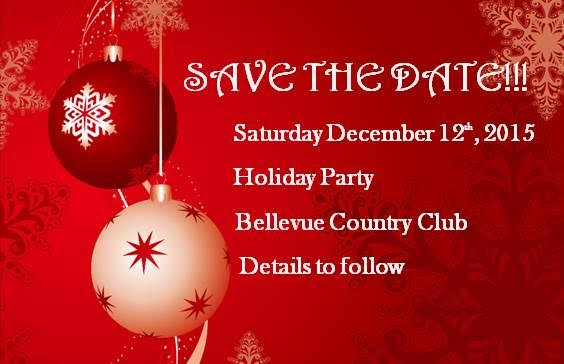 SAVE THE DATE!!!
Saturday December 12th, 2015
Holiday Party
Bellevue Country Club
Details to follow